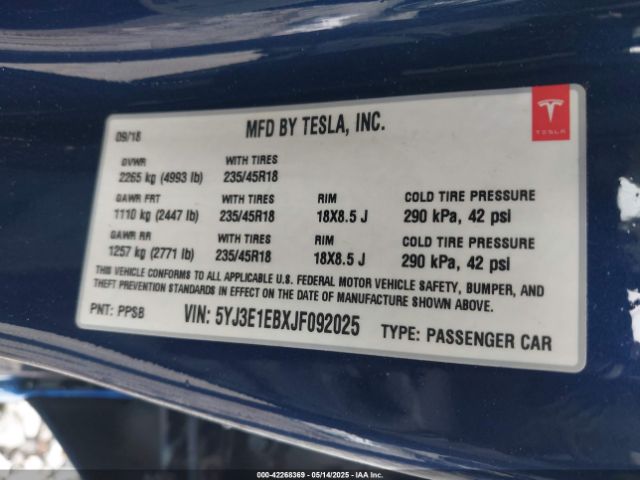 09/18 MFD BY TESLA, INC.
TESLA
GVWR WITH TIRES
2265 kg (4993 lb) 235/45R18
GAWR FRT WITH TIRES RIM COLD TIRE PRESSURE
1110 kg (2447 lb) 235/45R18 18X8.5 J 290 kPa, 42 psi
GAWR RR WITH TIRES RIM COLD TIRE PRESSURE
1257 kg (2771 lb) 235/45R18 18X8.5 J 290 kPa, 42 psi
THIS VEHICLE CONFORMS TO ALL APPLICABLE U.S. FEDERAL MOTOR VEHICLE SAFETY, BUMPER, AND
THEFT PREVENTION STANDARDS IN EFFECT ON THE DATE OF MANUFACTURE SHOWN ABOVE.
PNT: PPSB VIN: 5YJ3E1EBXJF092025 TYPE: PASSENGER CAR
000-42268369 - 05/14/2025 - IAA, Inc.